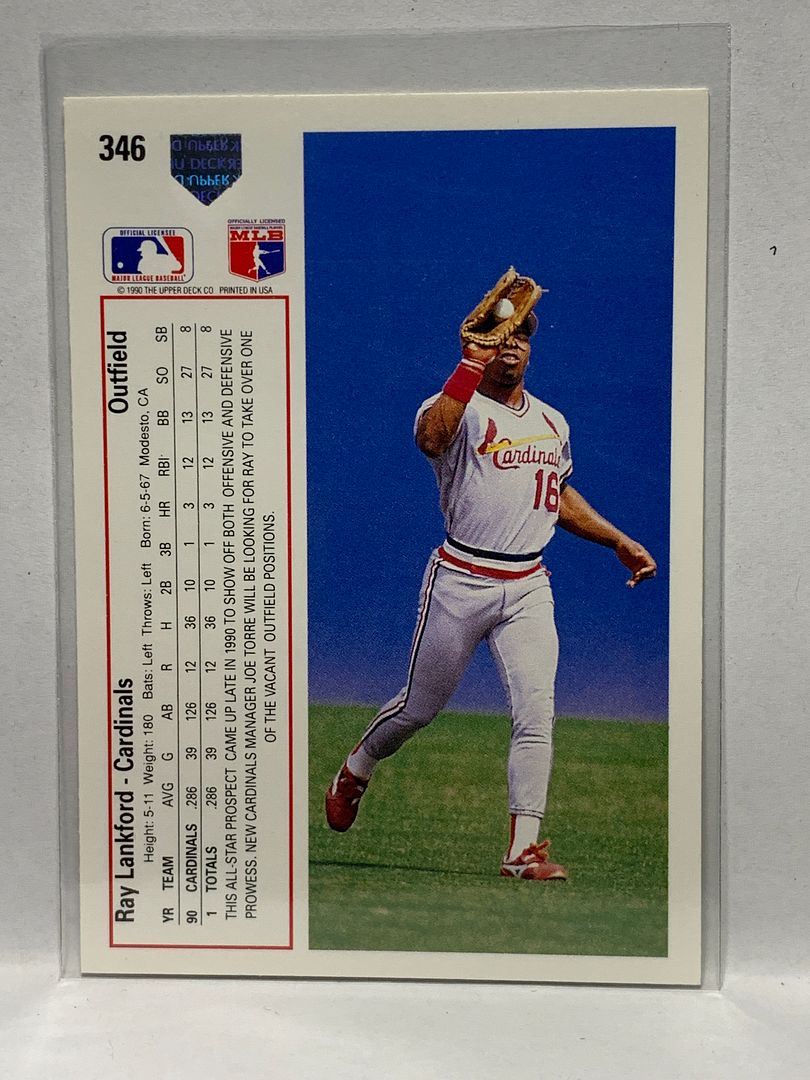 346
D UPPER
DECK
D UPPER
DECK
OFFICIAL LICENSEE
MAJOR LEAGUE BASEBALL
OFFICIALLY LICENSED
MAJOR LEAGUE BASEBALL PLAYERS
MLB
© 1990 THE UPPER DECK CO PRINTED IN USA
Ray Lankford - Cardinals Outfield
Height: 5-11 Weight: 180 Bats: Left Throws: Left Born: 6-5-67 Modesto, CA
YR TEAM AVG G AB R H 2B 3B HR RBI BB SO SB
90 CARDINALS .286 39 126 12 36 10 1 3 12 13 27 8
1 TOTALS .286 39 126 12 36 10 1 3 12 13 27 8
THIS ALL-STAR PROSPECT CAME UP LATE IN 1990 TO SHOW OFF BOTH OFFENSIVE AND DEFENSIVE
PROWESS. NEW CARDINALS MANAGER JOE TORRE WILL BE LOOKING FOR RAY TO TAKE OVER ONE
OF THE VACANT OUTFIELD POSITIONS.
Cardinals
16